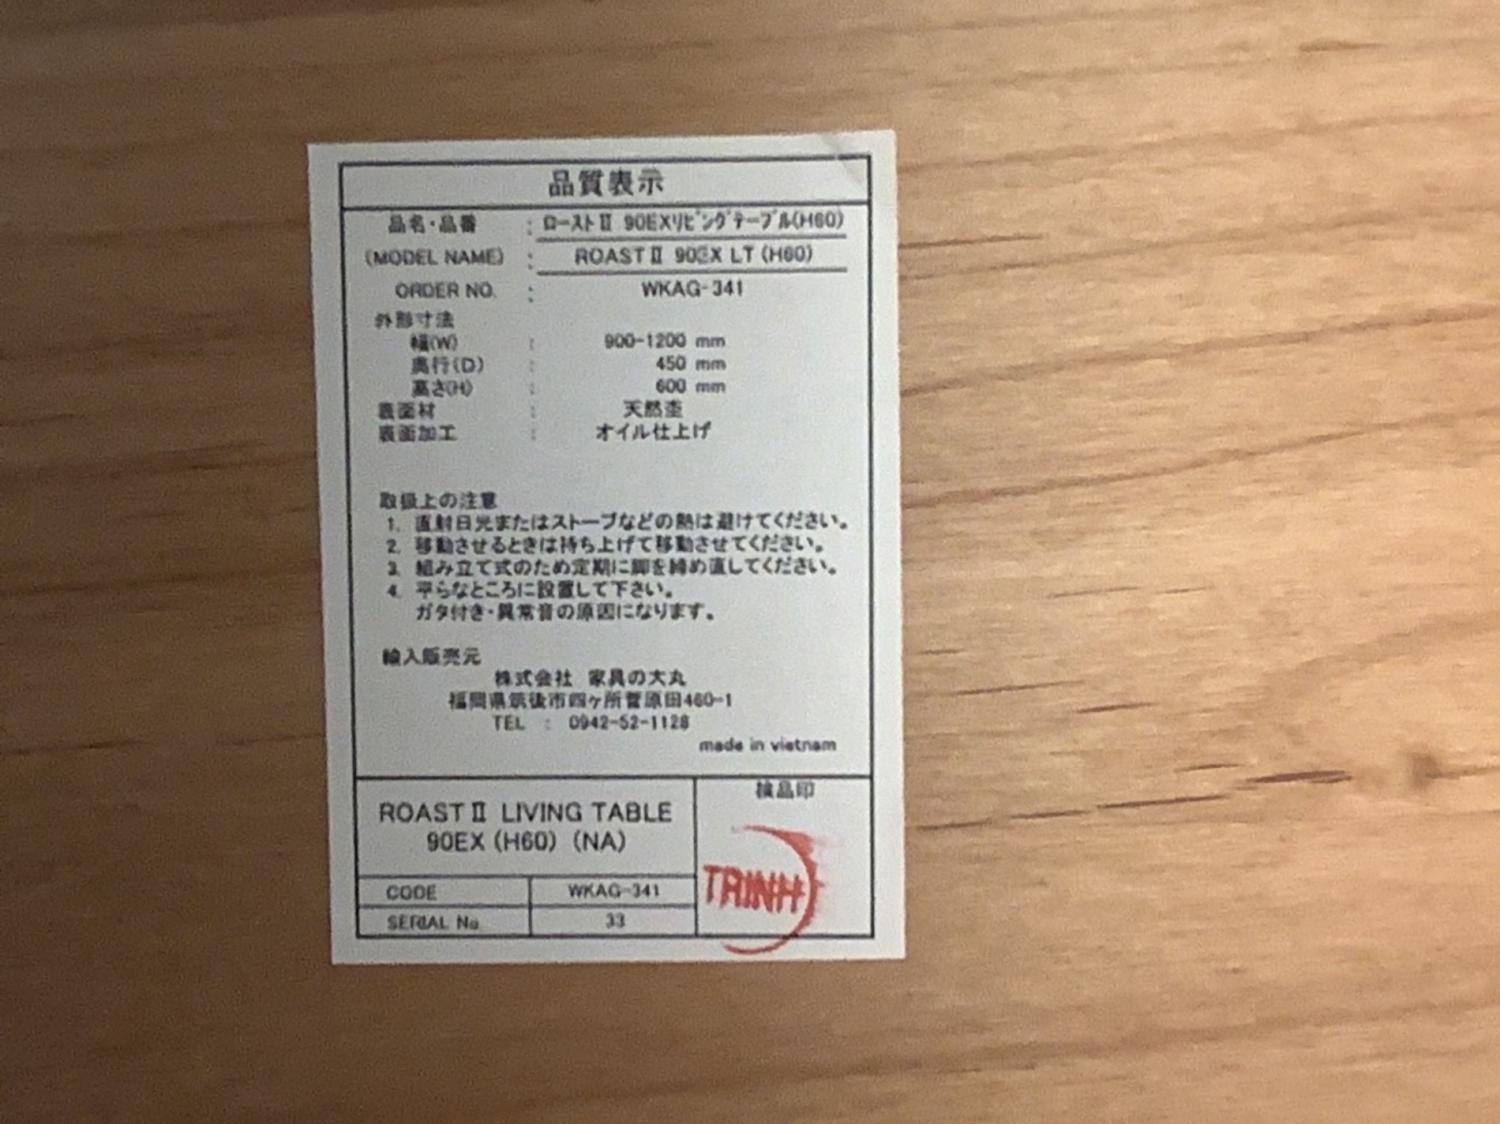 品質表示
品名・品番 : ローストⅡ 90EXリビングテーブル(H60)
(MODEL NAME) : ROASTⅡ 90EX LT (H60)
ORDER NO. : WKAG-341
外形寸法
幅(W) : 900-1200 mm
奥行(D) : 450 mm
高さ(H) : 600 mm
表面材 : 天然杢
表面加工 : オイル仕上げ
取扱上の注意
1. 直射日光またはストーブなどの熱は避けてください。
2. 移動させるときは持ち上げて移動させてください。
3. 組み立て式のため定期に脚を締め直してください。
4. 平らなところに設置して下さい。
ガタ付き・異常音の原因になります。
輸入販売元
株式会社 家具の大丸
福岡県筑後市四ヶ所菅原田460-1
TEL : 0942-52-1128
made in vietnam
ROASTⅡ LIVING TABLE
90EX (H60) (NA)
検品印
TRINH
CODE WKAG-341
SERIAL No. 33